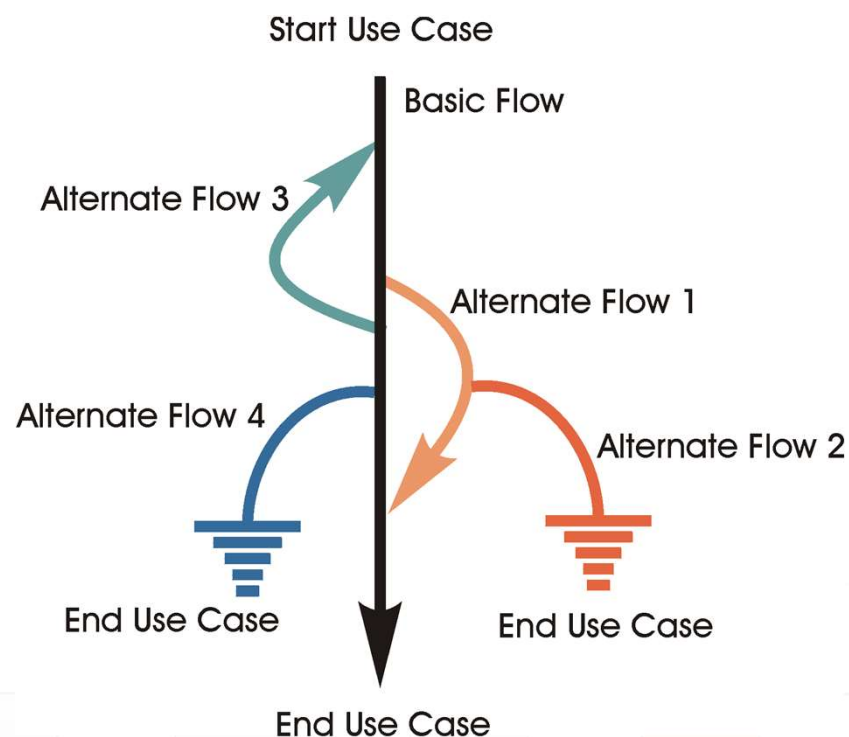 Start Use Case
Basic Flow
Alternate Flow 3
Alternate Flow 1
Alternate Flow 4
Alternate Flow 2
End Use Case
End Use Case
End Use Case